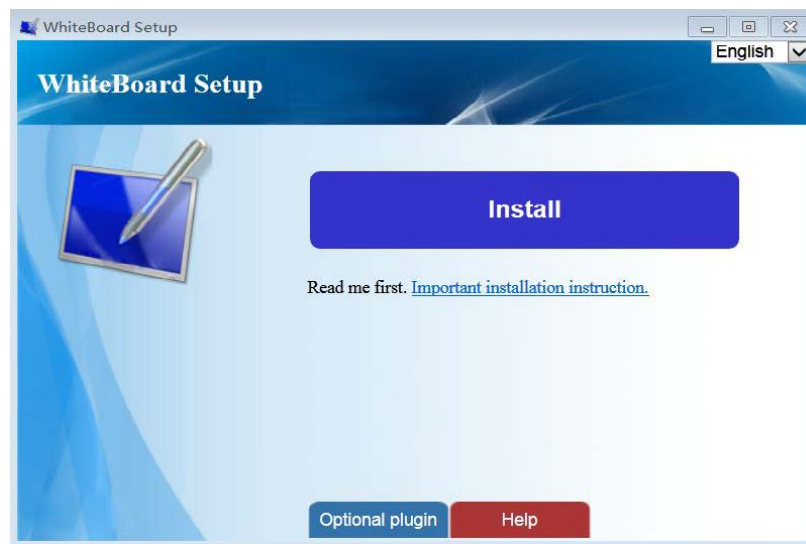 WhiteBoard Setup
English
WhiteBoard Setup
Install
Read me first. Important installation instruction.
Optional plugin
Help